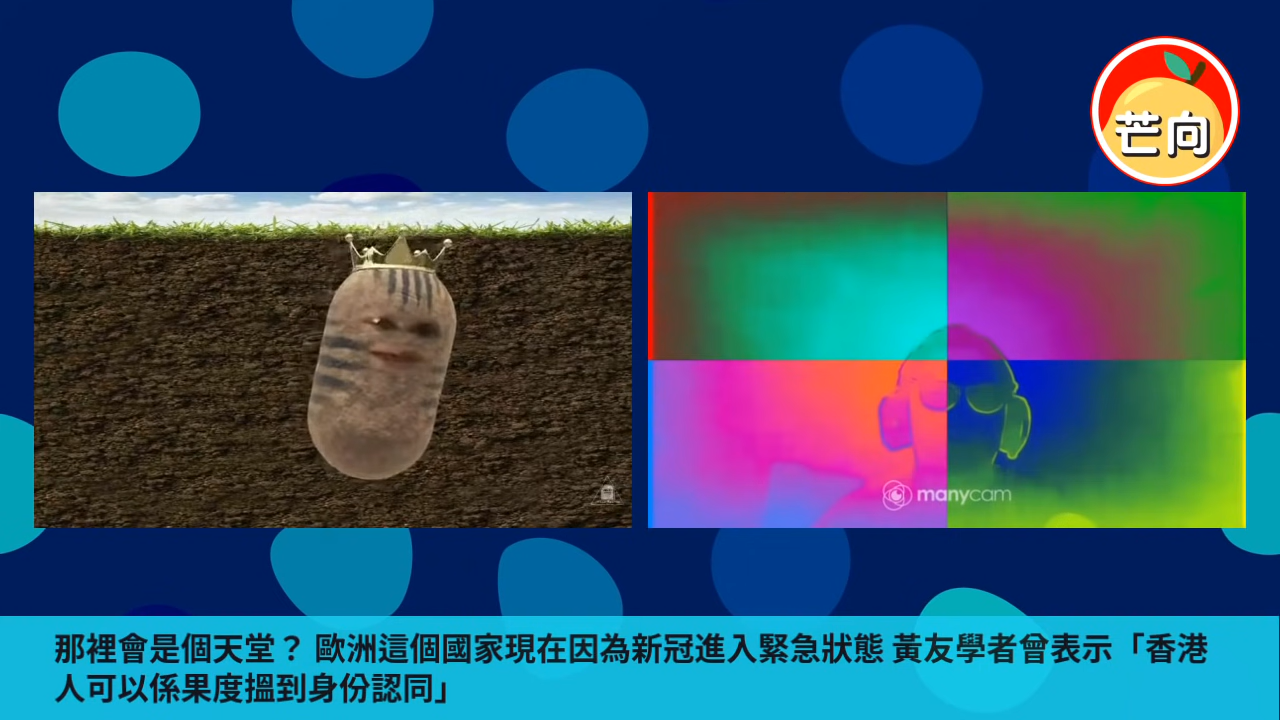 芒向
manycam
那裡會是個天堂？ 歐洲這個國家現在因為新冠進入緊急狀態 黃友學者曾表示「香港
人可以係果度搵到身份認同」